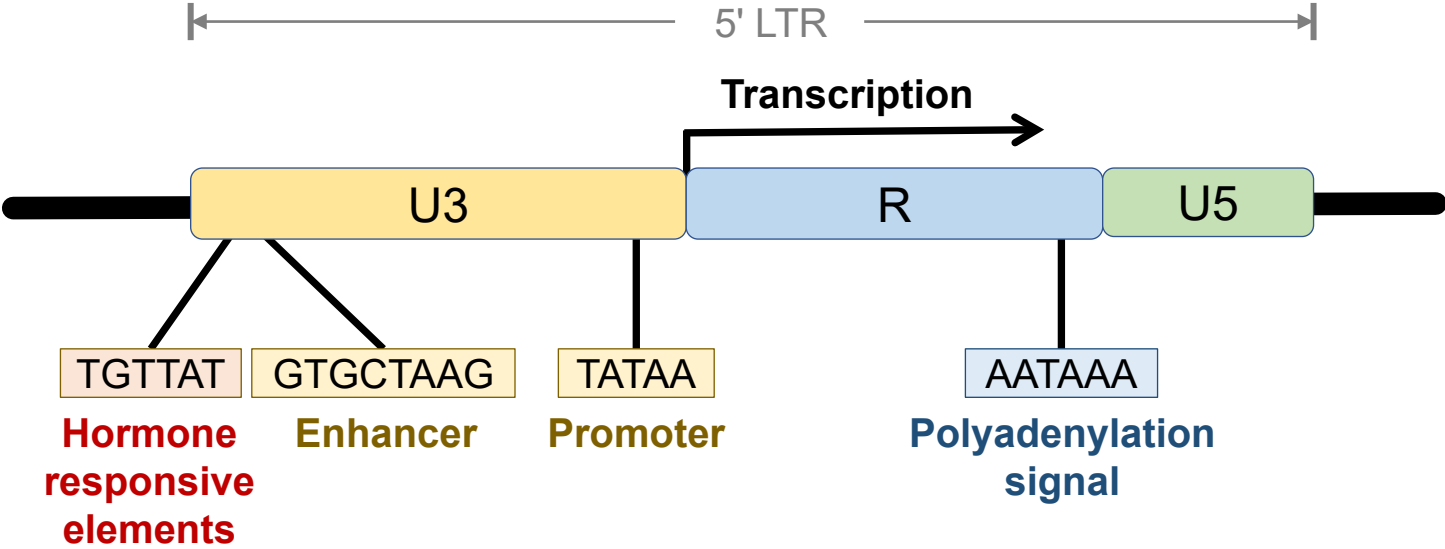 5' LTR
Transcription
U3
R
U5
TGTTAT
GTGCTAAG
TATAA
AATAAA
Hormone
responsive
elements
Enhancer
Promoter
Polyadenylation
signal